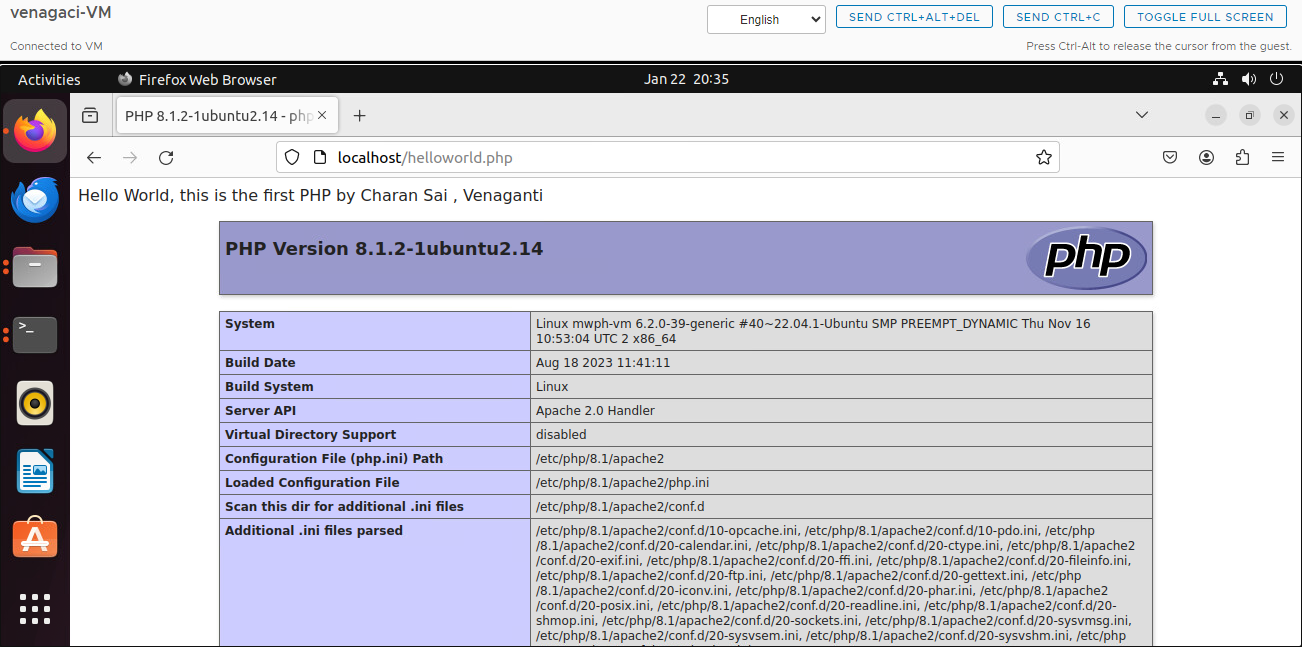 venagaci-VM
English
SEND CTRL+ALT+DEL
SEND CTRL+C
TOGGLE FULL SCREEN
Connected to VM
Press Ctrl-Alt to release the cursor from the guest.
Activities
Firefox Web Browser
Jan 22 20:35
PHP 8.1.2-1ubuntu2.14 - php
localhost/helloworld.php
Hello World, this is the first PHP by Charan Sai , Venaganti
PHP Version 8.1.2-1ubuntu2.14
php
System
Linux mwph-vm 6.2.0-39-generic #40~22.04.1-Ubuntu SMP PREEMPT_DYNAMIC Thu Nov 16
10:53:04 UTC 2 x86_64
Build Date
Aug 18 2023 11:41:11
Build System
Linux
Server API
Apache 2.0 Handler
Virtual Directory Support
disabled
Configuration File (php.ini) Path
/etc/php/8.1/apache2
Loaded Configuration File
/etc/php/8.1/apache2/php.ini
Scan this dir for additional .ini files
/etc/php/8.1/apache2/conf.d
Additional .ini files parsed
/etc/php/8.1/apache2/conf.d/10-opcache.ini, /etc/php/8.1/apache2/conf.d/10-pdo.ini, /etc/php
/8.1/apache2/conf.d/20-calendar.ini, /etc/php/8.1/apache2/conf.d/20-ctype.ini, /etc/php/8.1/apache2
/conf.d/20-exif.ini, /etc/php/8.1/apache2/conf.d/20-ffi.ini, /etc/php/8.1/apache2/conf.d/20-fileinfo.ini,
/etc/php/8.1/apache2/conf.d/20-ftp.ini, /etc/php/8.1/apache2/conf.d/20-gettext.ini, /etc/php
/8.1/apache2/conf.d/20-iconv.ini, /etc/php/8.1/apache2/conf.d/20-phar.ini, /etc/php/8.1/apache2
/conf.d/20-posix.ini, /etc/php/8.1/apache2/conf.d/20-readline.ini, /etc/php/8.1/apache2/conf.d/20-
shmop.ini, /etc/php/8.1/apache2/conf.d/20-sockets.ini, /etc/php/8.1/apache2/conf.d/20-sysvmsg.ini,
/etc/php/8.1/apache2/conf.d/20-sysvsem.ini, /etc/php/8.1/apache2/conf.d/20-sysvshm.ini, /etc/php